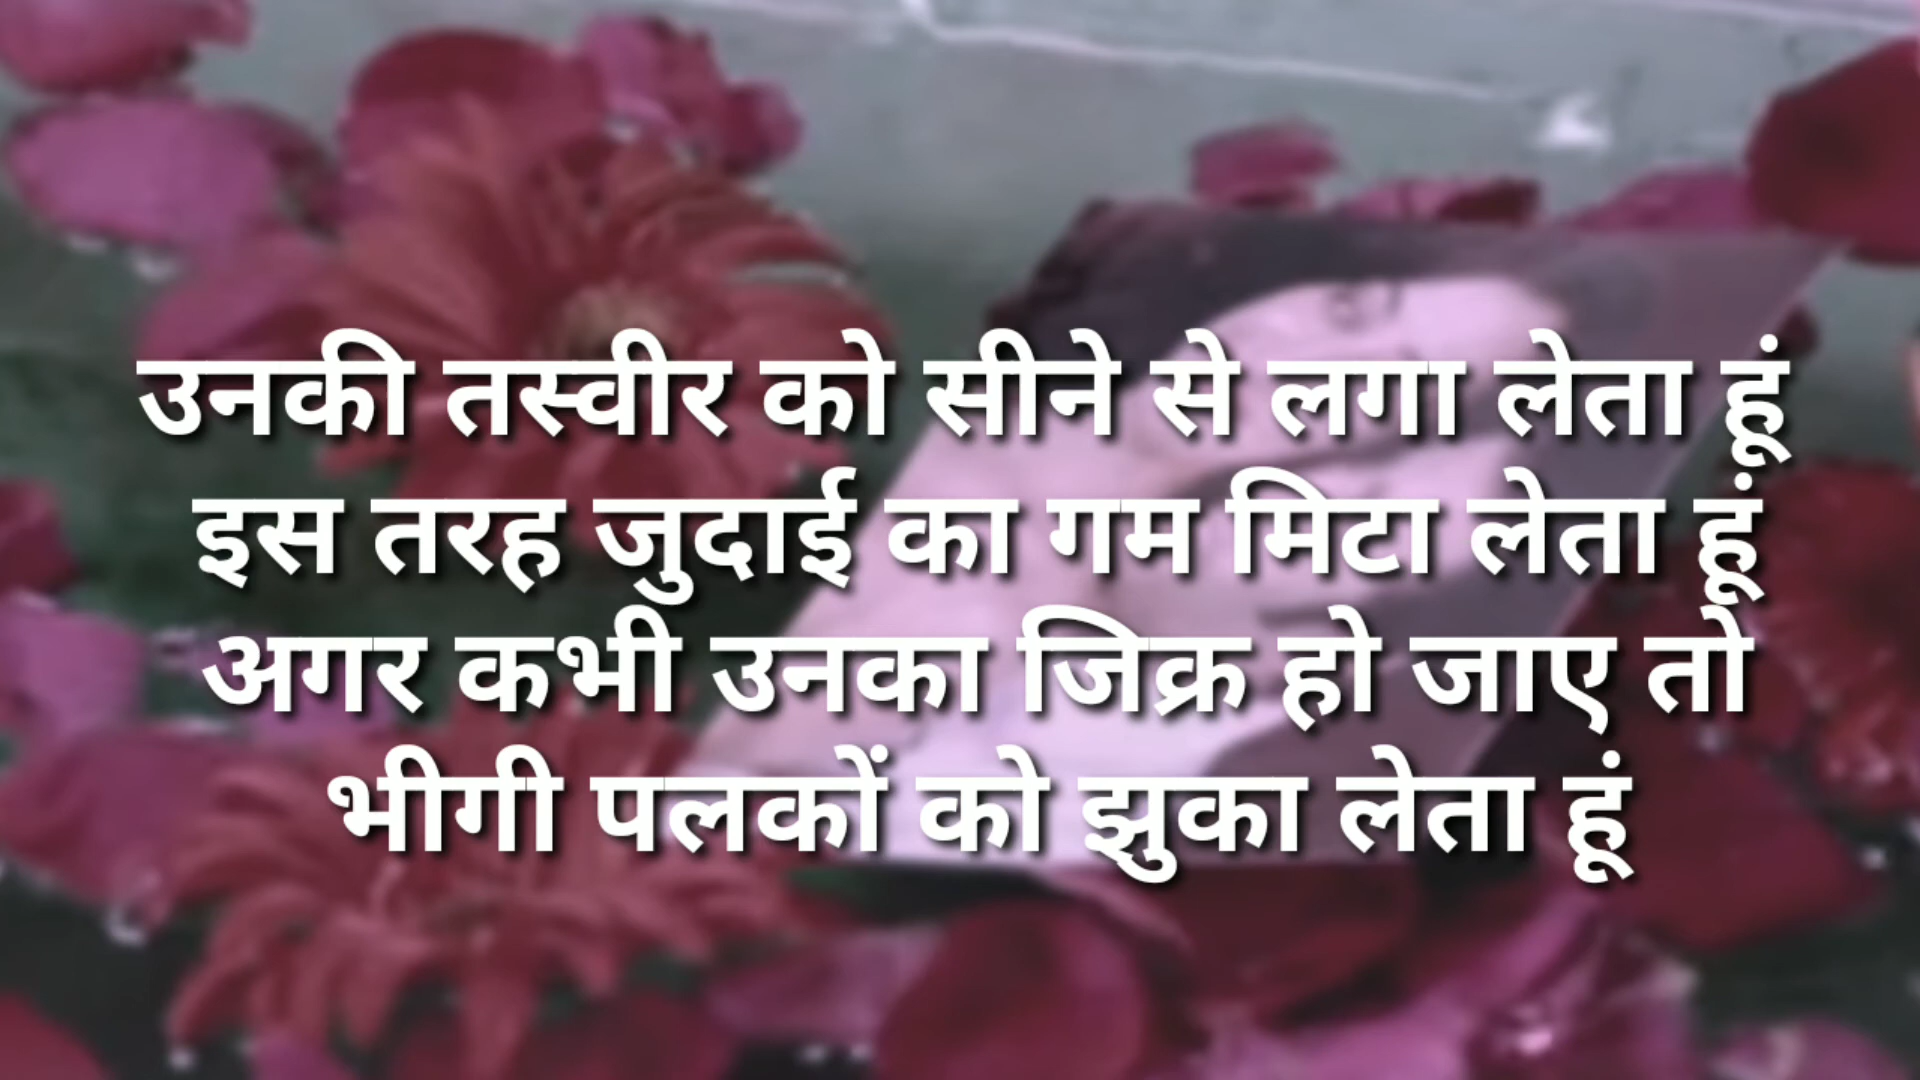 उनकी तस्वीर को सीने से लगा लेता हूं
इस तरह जुदाई का गम मिटा लेता हूं
अगर कभी उनका जिक्र हो जाए तो
भीगी पलकों को झुका लेता हूं